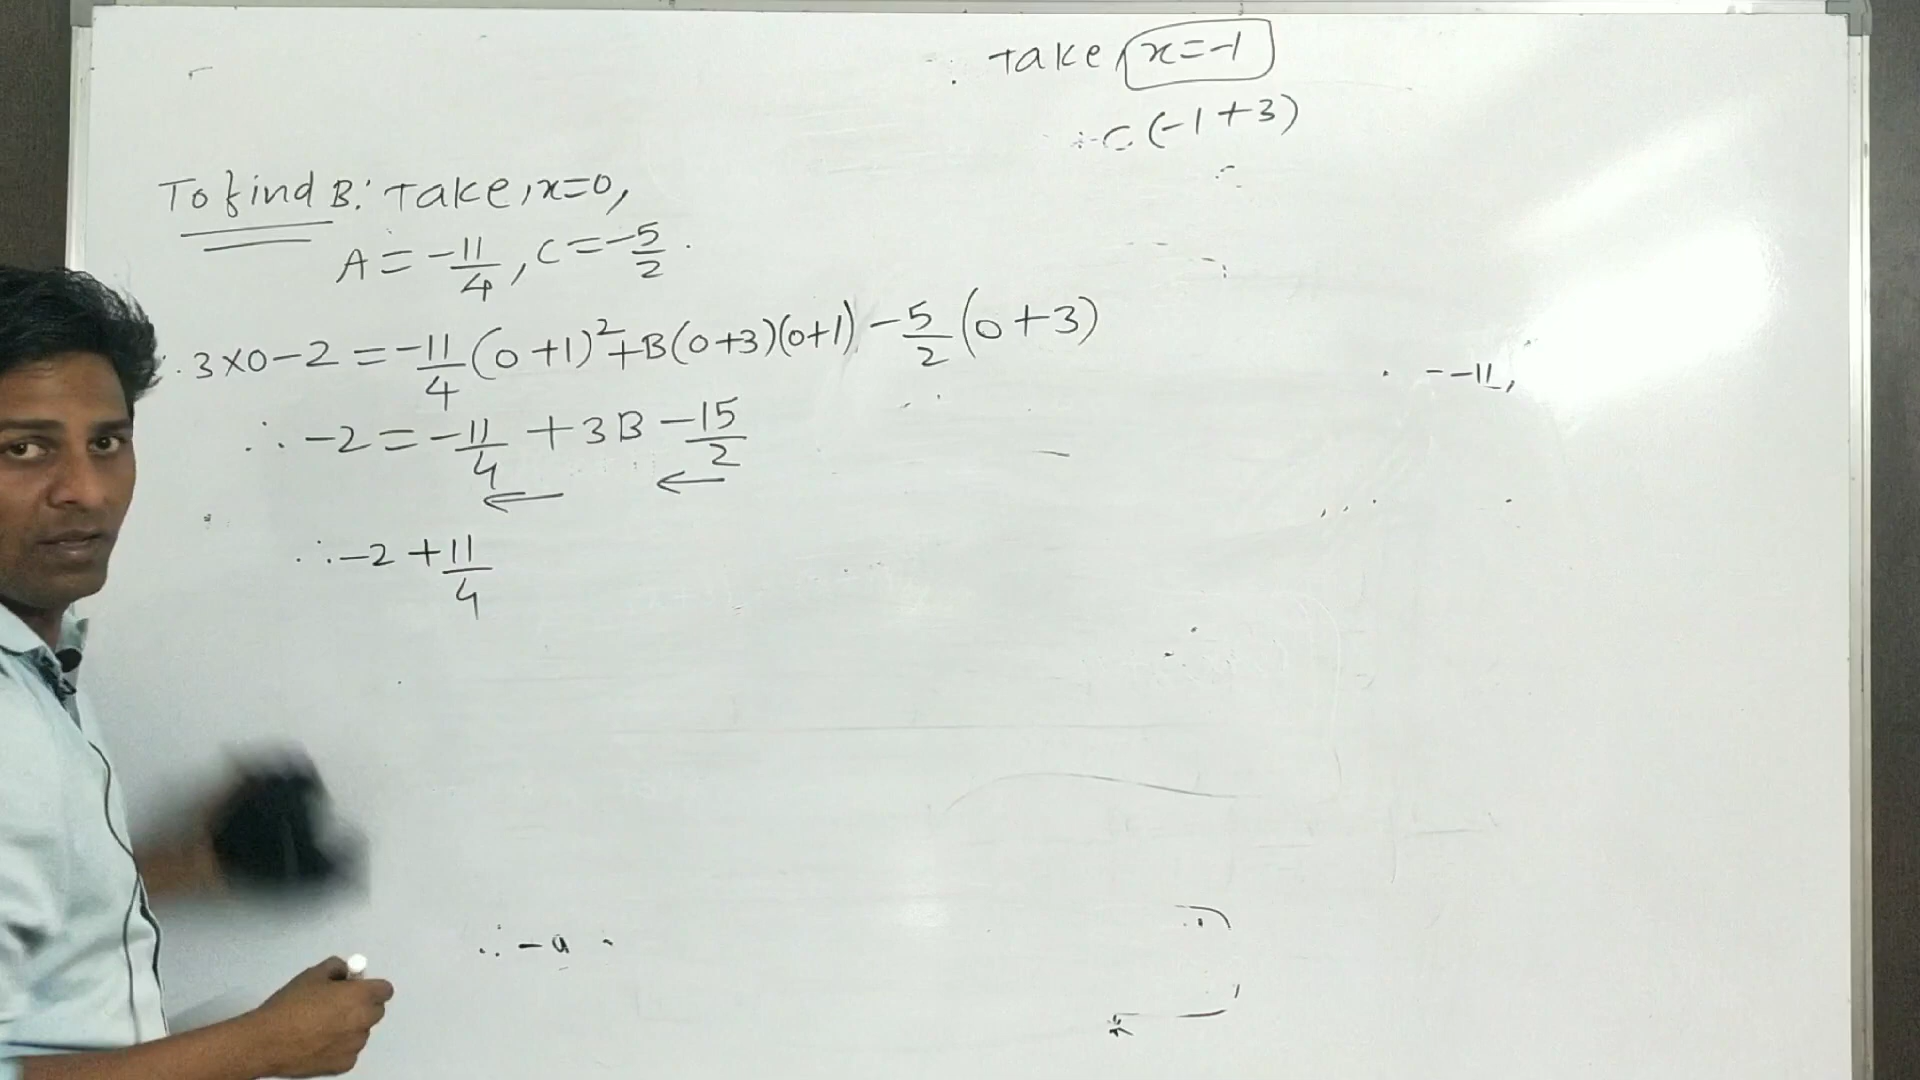 Take, x=-1
C(-1+3)
To find B: Take, x=0,
A = -11/4, C = -5/2.
∴ 3×0-2 = -11/4 (0+1)²+B(0+3)(0+1) -5/2 (0+3)
∴ -2 = -11/4 + 3B -15/2
∴ -2 + 11/4